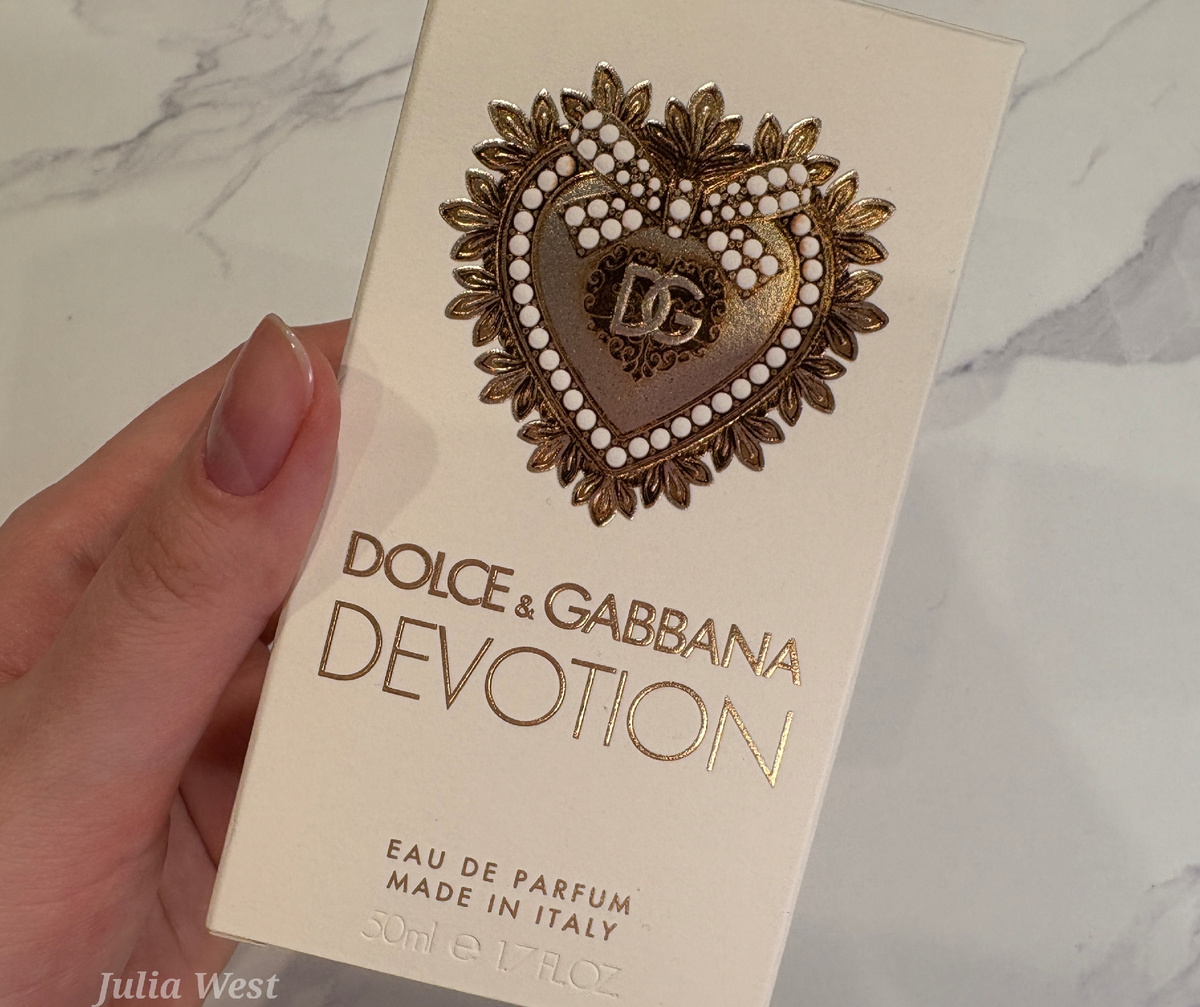 DG
DOLCE & GABBANA
DEVOTION
EAU DE PARFUM
MADE IN ITALY
50ml e 1.7 FL.OZ.
Julia West